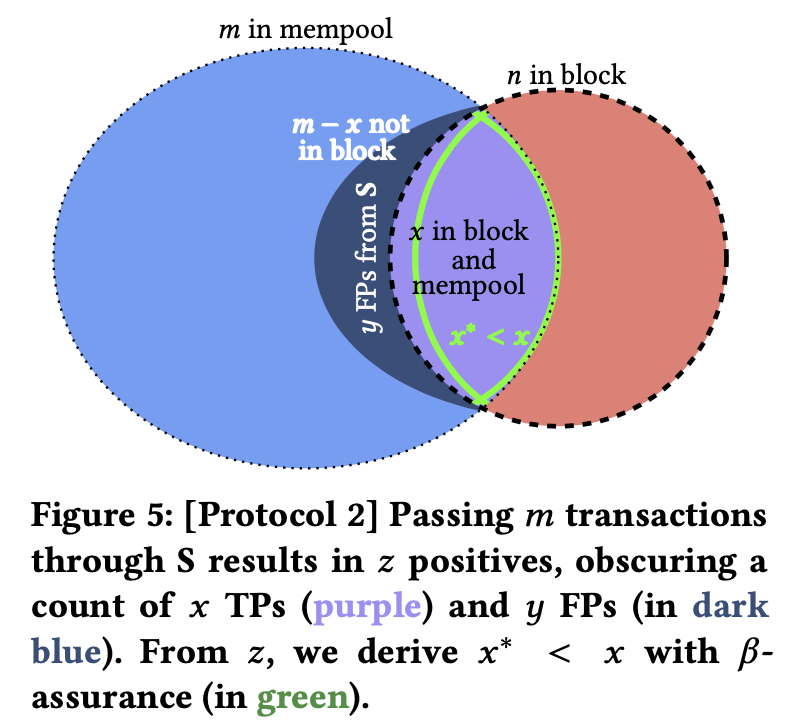 m in mempool
n in block
m − x not
in block
y FPs from S
x in block
and
mempool
x* < x
Figure 5: [Protocol 2] Passing m transactions
through S results in z positives, obscuring a
count of x TPs (purple) and y FPs (in dark
blue). From z, we derive x* < x with β-
assurance (in green).